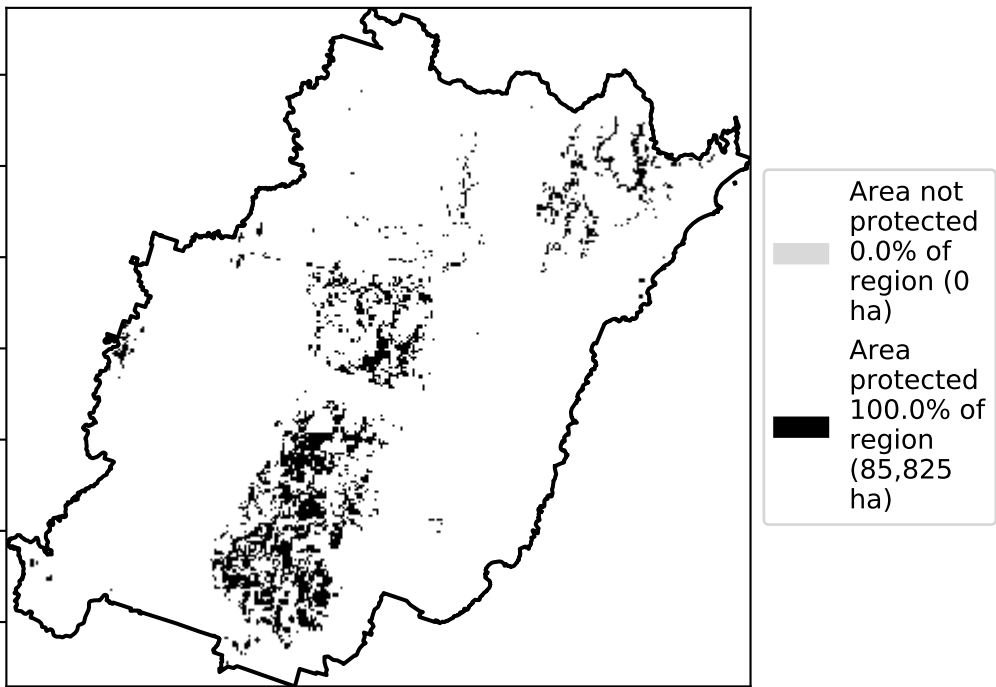 Area not
protected
0.0% of
region (0
ha)
Area
protected
100.0% of
region
(85,825
ha)